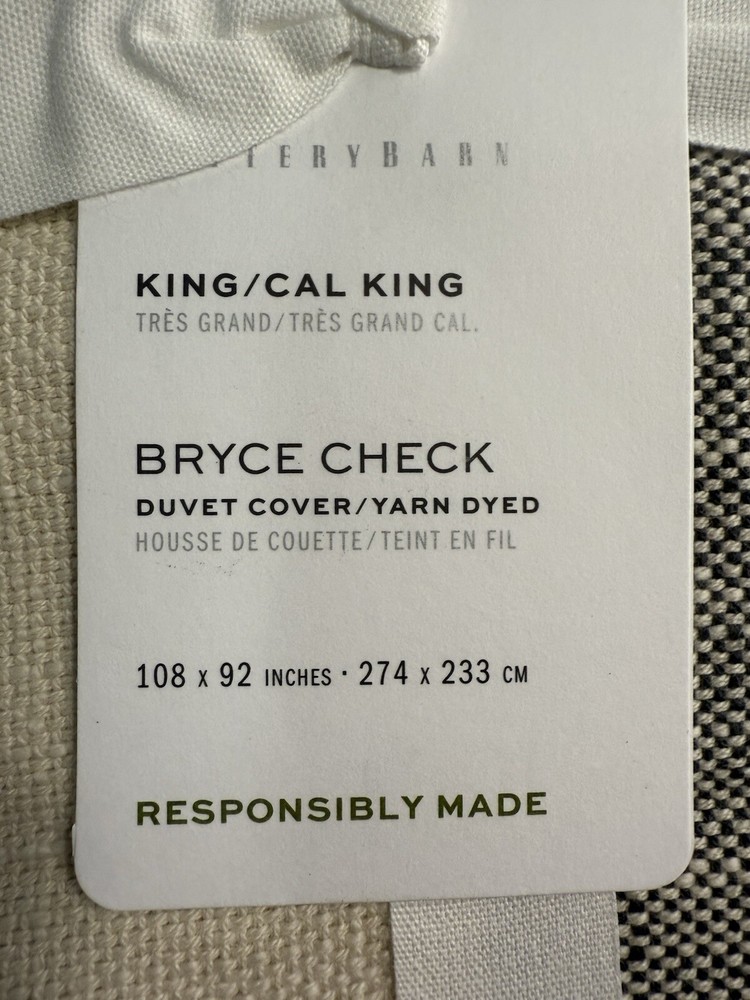 TERYBARN
KING/CAL KING
TRÈS GRAND/TRÈS GRAND CAL.
BRYCE CHECK
DUVET COVER/YARN DYED
HOUSSE DE COUETTE/TEINT EN FIL
108 x 92 INCHES · 274 x 233 CM
RESPONSIBLY MADE